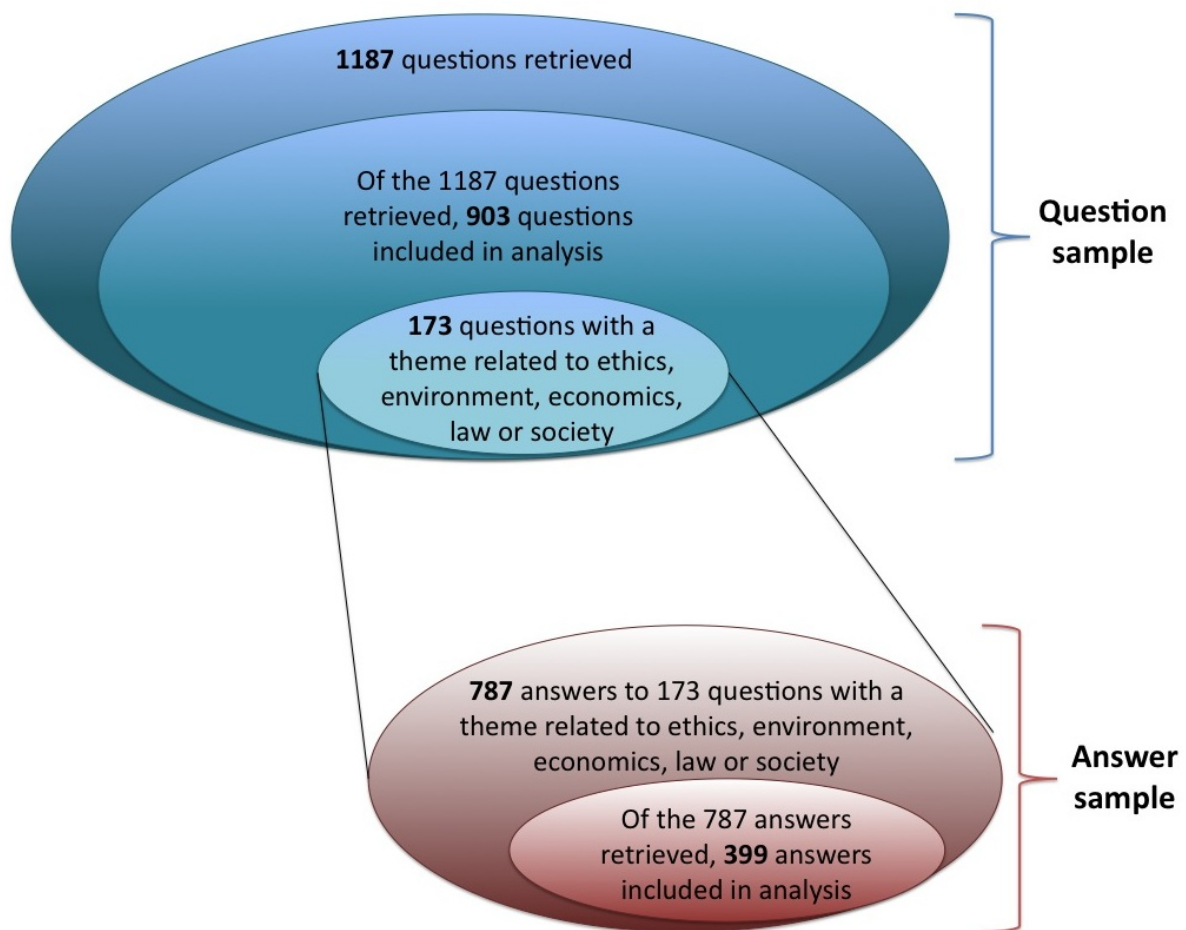 1187 questions retrieved
Of the 1187 questions
retrieved, 903 questions
included in analysis
173 questions with a
theme related to ethics,
environment, economics,
law or society
Question
sample
787 answers to 173 questions with a
theme related to ethics, environment,
economics, law or society
Of the 787 answers
retrieved, 399 answers
included in analysis
Answer
sample